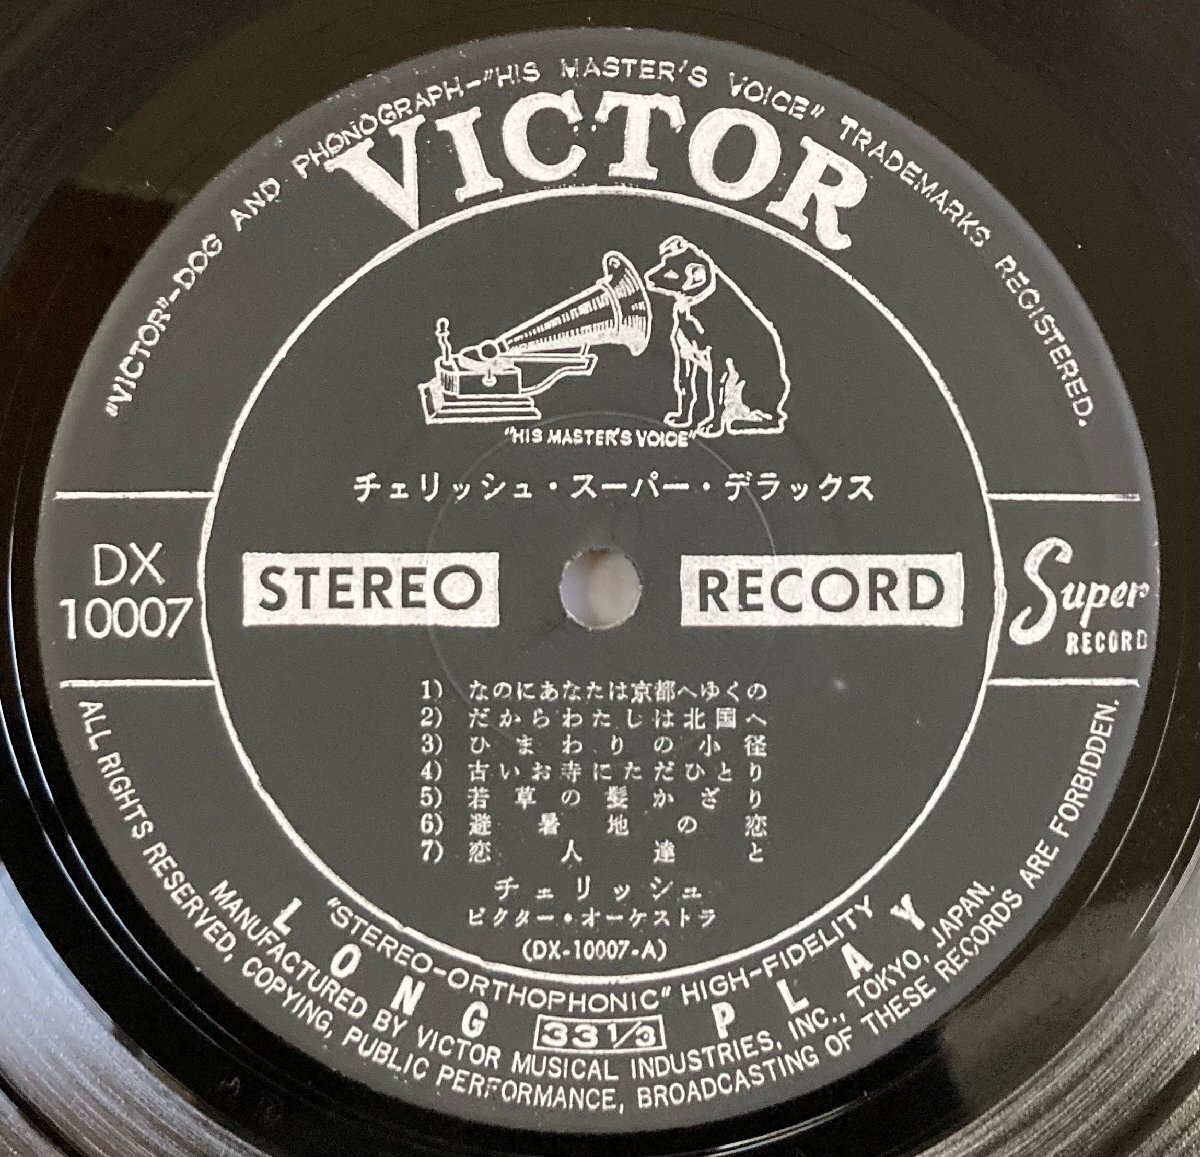 "VICTOR"-DOG AND PHONOGRAPH-"HIS MASTER'S VOICE" TRADEMARKS REGISTERED.
VICTOR
"HIS MASTER'S VOICE"
チェリッシュ・スーパー・デラックス
DX
10007
STEREO RECORD
Super
RECORD
1) なのにあなたは京都へゆくの
2) だからわたしは北国へ
3) ひまわりの小径
4) 古いお寺にただひとり
5) 若草の髪かざり
6) 避暑地の恋
7) 恋人達と
チェリッシュ
ビクター・オーケストラ
(DX-10007-A)
"STEREO-ORTHOPHONIC" HIGH-FIDELITY
LONG 33 1/3 PLAY
MANUFACTURED BY VICTOR MUSICAL INDUSTRIES, INC., TOKYO, JAPAN.
ALL RIGHTS RESERVED, COPYING, PUBLIC PERFORMANCE, BROADCASTING OF THESE RECORDS ARE FORBIDDEN.